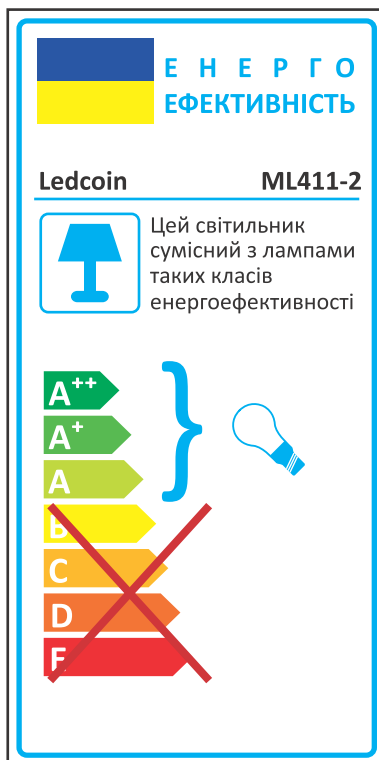 Е Н Е Р Г О
ЕФЕКТИВНІСТЬ
Ledcoin ML411-2
Цей світильник
сумісний з лампами
таких класів
енергоефективності
A++
A+
A
B
C
D
E